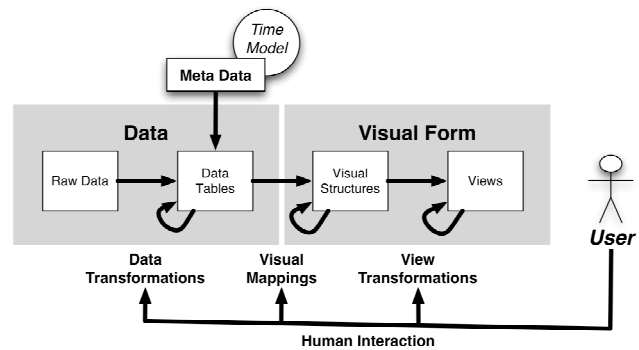 Time
Model
Meta Data
Data
Visual Form
Raw Data
Data
Tables
Visual
Structures
Views
User
Data
Transformations
Visual
Mappings
View
Transformations
Human Interaction